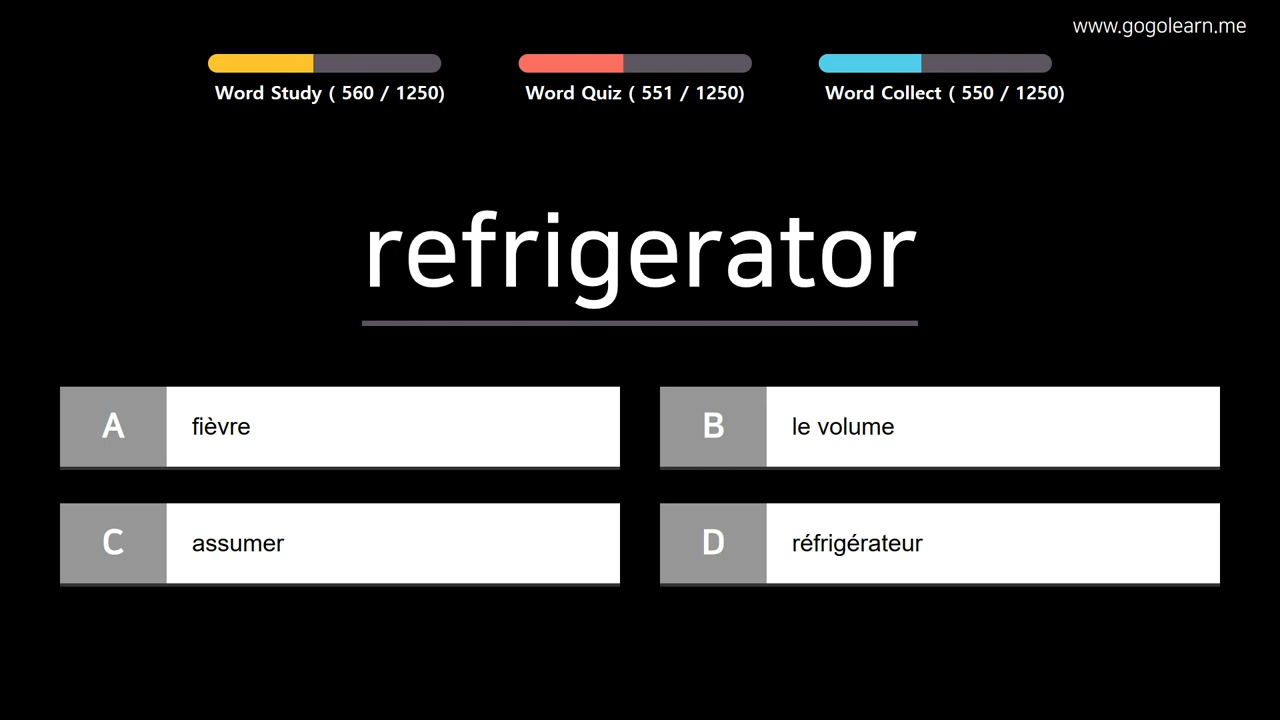 www.gogolearn.me
Word Study ( 560 / 1250)
Word Quiz ( 551 / 1250)
Word Collect ( 550 / 1250)
refrigerator
A fièvre
B le volume
C assumer
D réfrigérateur